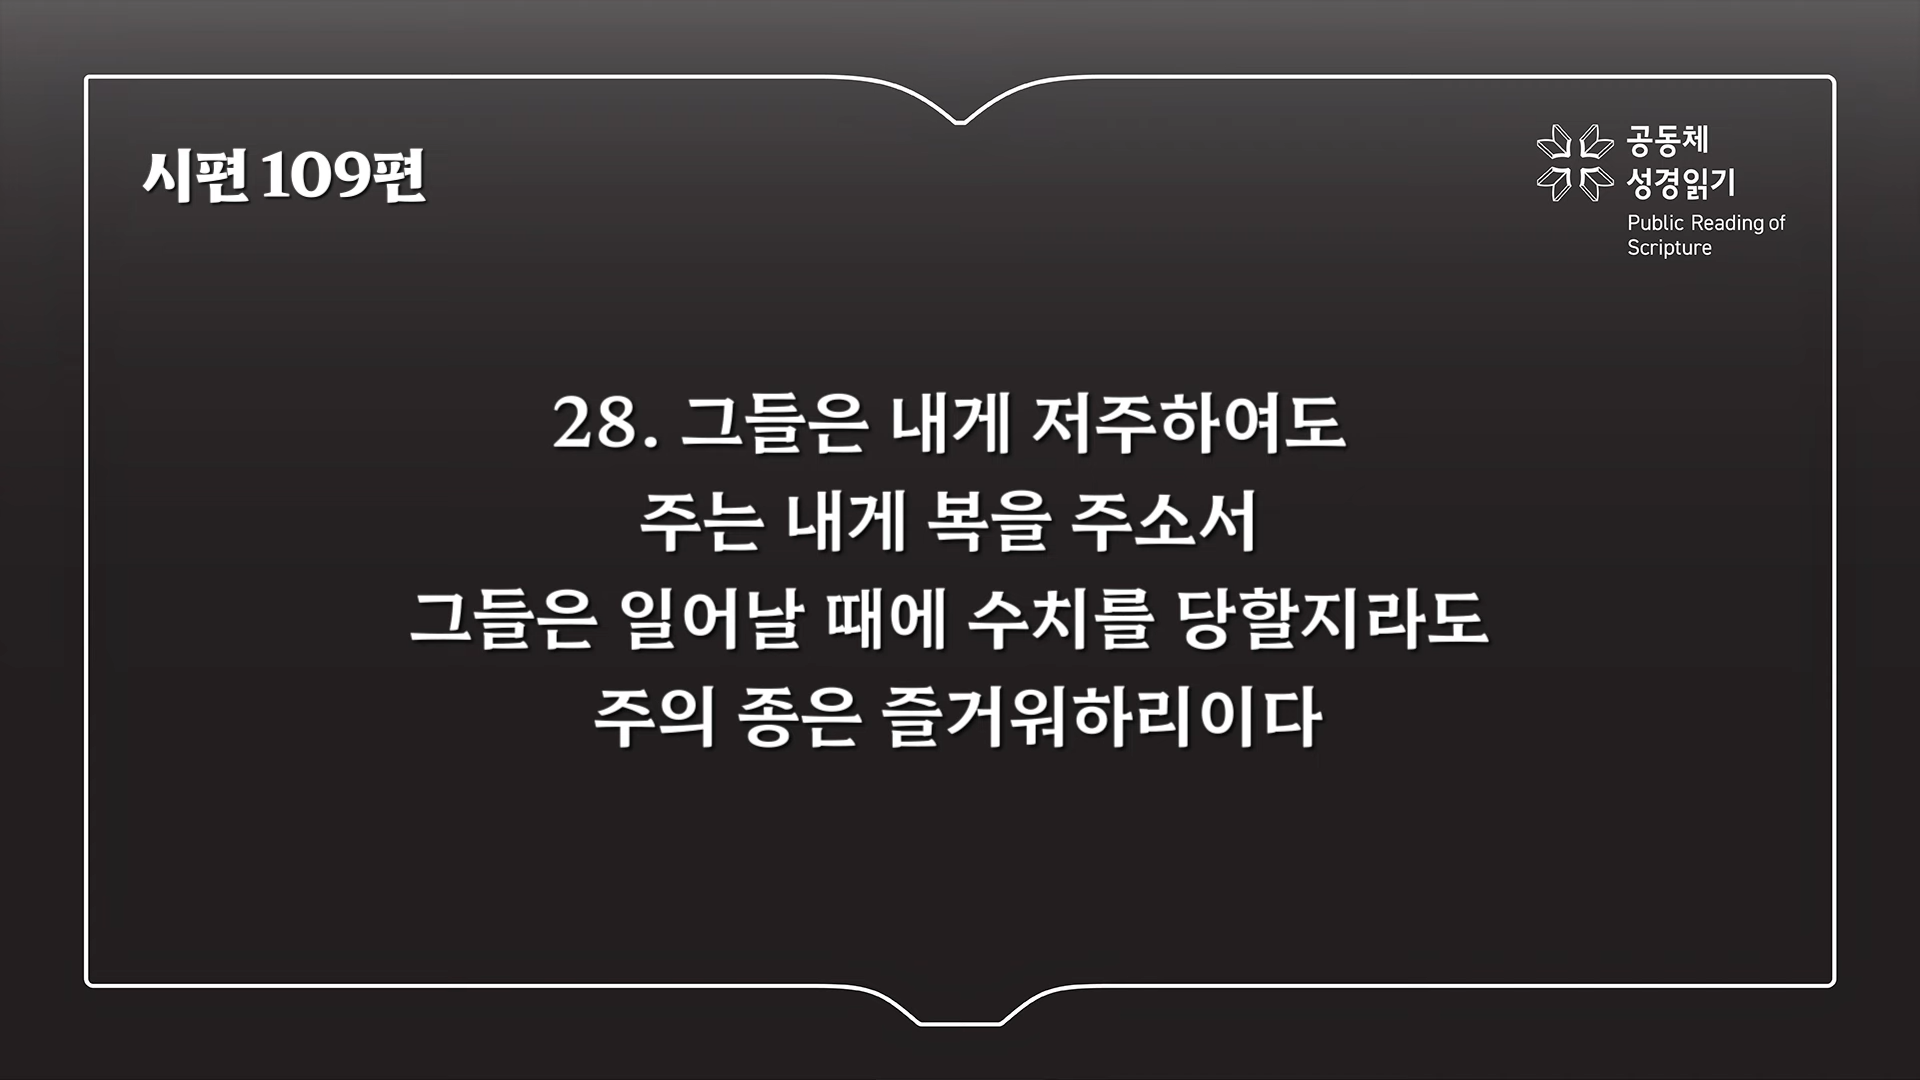 시편 109편
공동체
성경읽기
Public Reading of
Scripture
28. 그들은 내게 저주하여도
주는 내게 복을 주소서
그들은 일어날 때에 수치를 당할지라도
주의 종은 즐거워하리이다